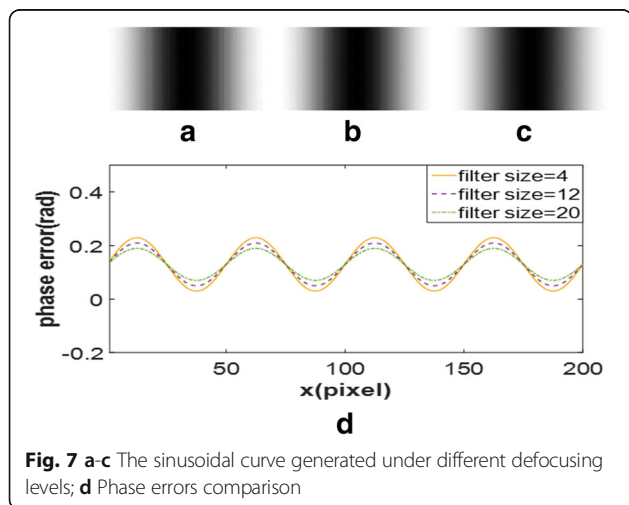 a b c
filter size=4
filter size=12
filter size=20
phase error(rad)
0.4
0.2
0
-0.2
50 100 150 200
x(pixel)
d
Fig. 7 a-c The sinusoidal curve generated under different defocusing
levels; d Phase errors comparison